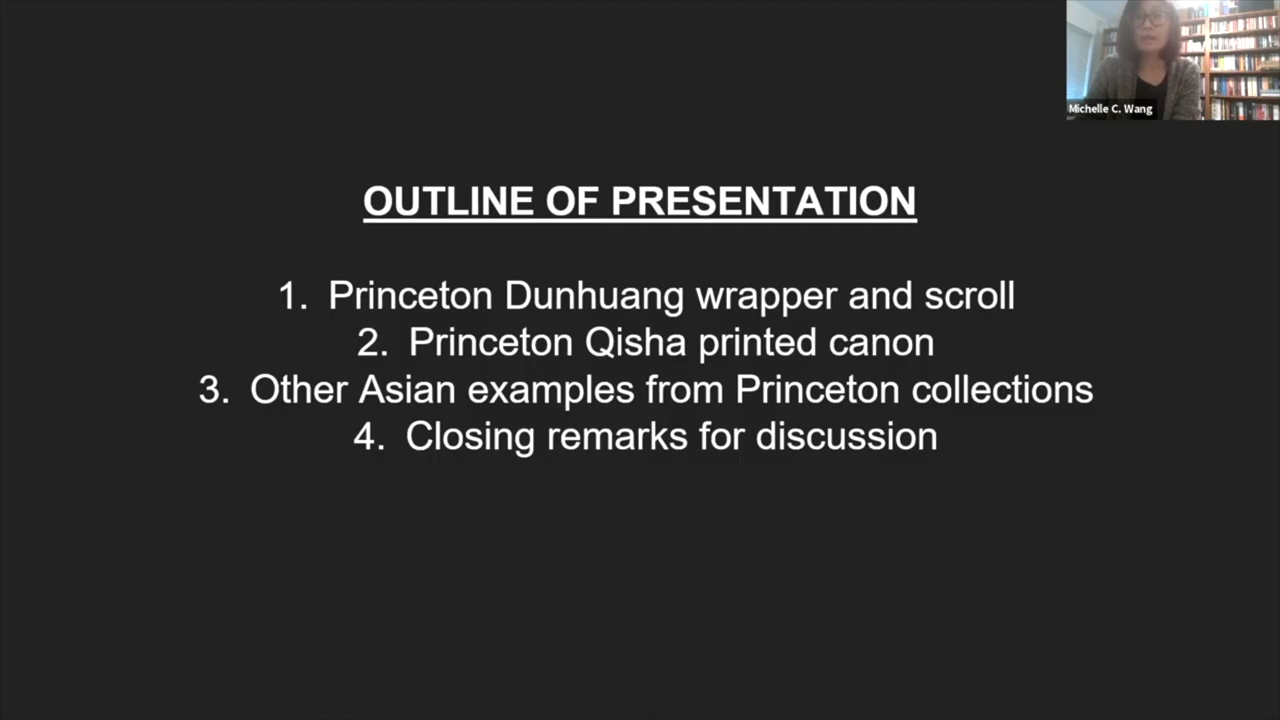 Michelle C. Wang
OUTLINE OF PRESENTATION
1. Princeton Dunhuang wrapper and scroll
2. Princeton Qisha printed canon
3. Other Asian examples from Princeton collections
4. Closing remarks for discussion